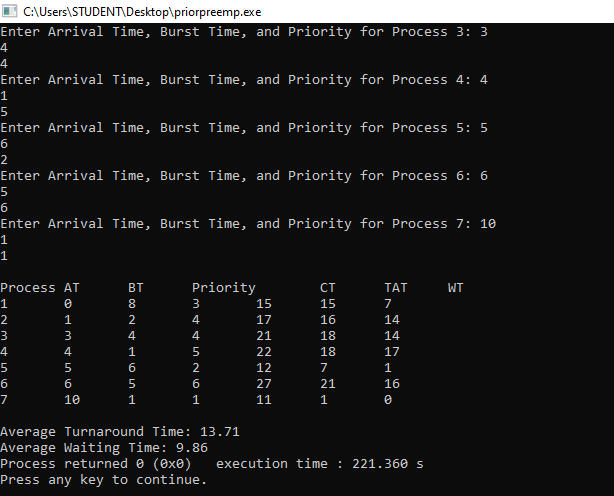 C:\Users\STUDENT\Desktop\priorpreemp.exe
Enter Arrival Time, Burst Time, and Priority for Process 3: 3
4
4
Enter Arrival Time, Burst Time, and Priority for Process 4: 4
1
5
Enter Arrival Time, Burst Time, and Priority for Process 5: 5
6
2
Enter Arrival Time, Burst Time, and Priority for Process 6: 6
5
6
Enter Arrival Time, Burst Time, and Priority for Process 7: 10
1
1

Process AT      BT      Priority        CT      TAT     WT
1       0       8       3       15      15      7
2       1       2       4       17      16      14
3       3       4       4       21      18      14
4       4       1       5       22      18      17
5       5       6       2       12      7       1
6       6       5       6       27      21      16
7       10      1       1       11      1       0

Average Turnaround Time: 13.71
Average Waiting Time: 9.86
Process returned 0 (0x0)   execution time : 221.360 s
Press any key to continue.